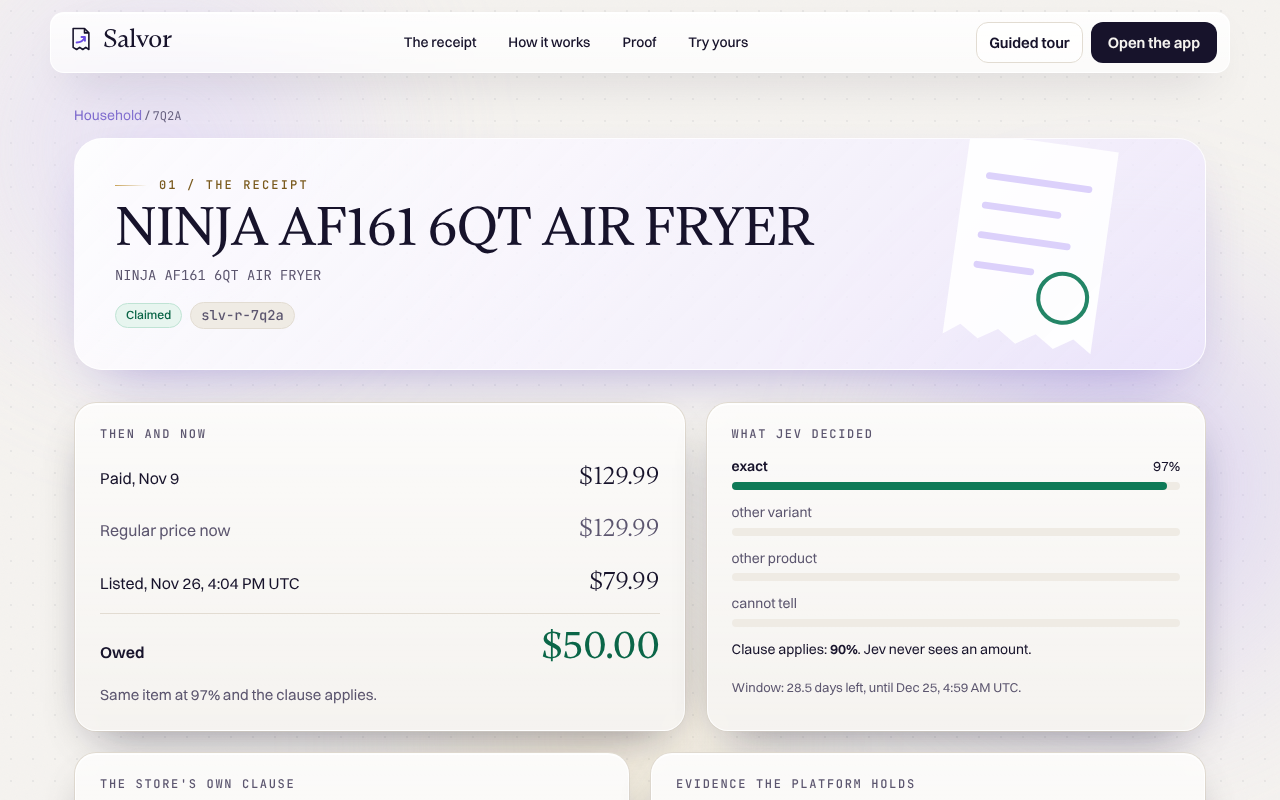 Salvor
The receipt
How it works
Proof
Try yours
Guided tour
Open the app
Household / 7Q2A
01 / THE RECEIPT
NINJA AF161 6QT AIR FRYER
NINJA AF161 6QT AIR FRYER
Claimed
slv-r-7q2a
THEN AND NOW
Paid, Nov 9 $129.99
Regular price now $129.99
Listed, Nov 26, 4:04 PM UTC $79.99
Owed $50.00
Same item at 97% and the clause applies.
WHAT JEV DECIDED
exact 97%
other variant
other product
cannot tell
Clause applies: 90%. Jev never sees an amount.
Window: 28.5 days left, until Dec 25, 4:59 AM UTC.
THE STORE'S OWN CLAUSE
EVIDENCE THE PLATFORM HOLDS